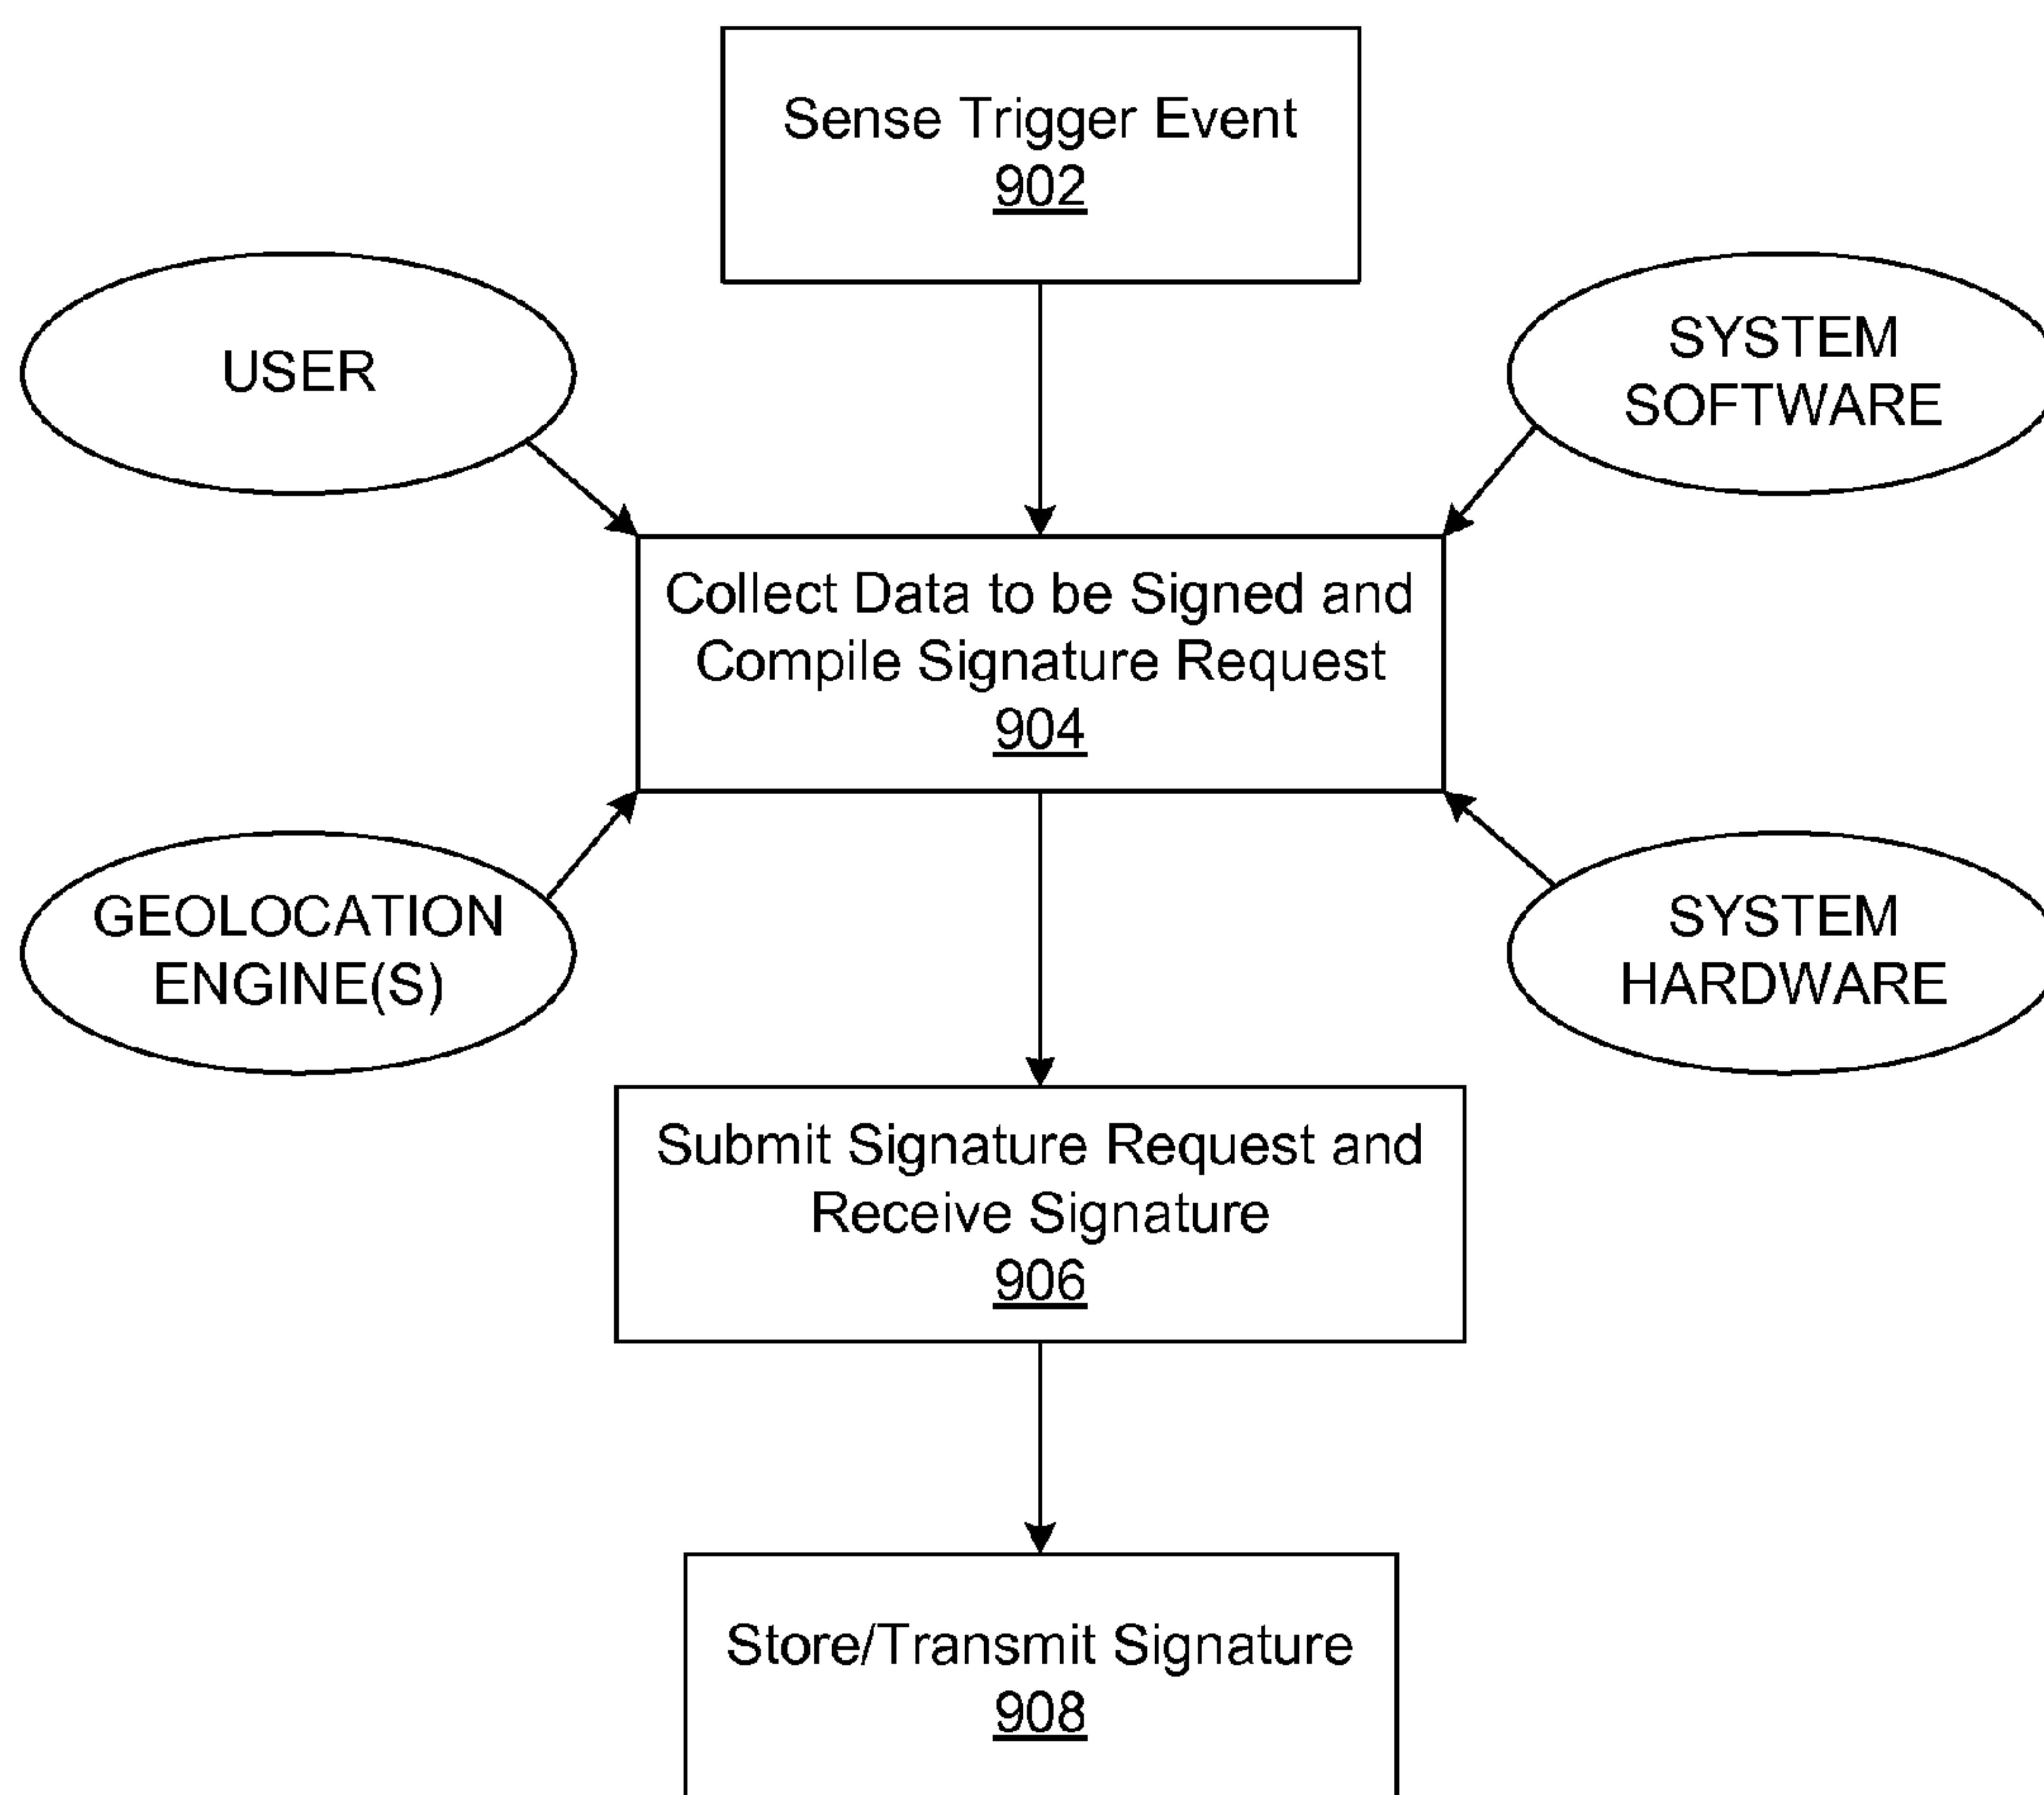 Sense Trigger Event
902
USER
SYSTEM
SOFTWARE
Collect Data to be Signed and
Compile Signature Request
904
GEOLOCATION
ENGINE(S)
SYSTEM
HARDWARE
Submit Signature Request and
Receive Signature
906
Store/Transmit Signature
908